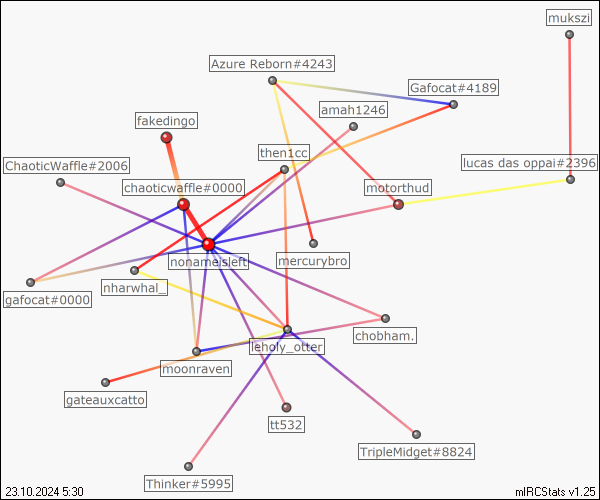 mukszi
Azure Reborn#4243
Gafocat#4189
amah1246
fakedingo
then1cc
ChaoticWaffle#2006
lucas das oppai#2396
chaoticwaffle#0000
motorthud
nonameisleft
mercurybro
nharwhal_
gafocat#0000
chobham.
leholy_otter
moonraven
gateauxcatto
tt532
TripleMidget#8824
Thinker#5995
23.10.2024 5:30
mIRCStats v1.25